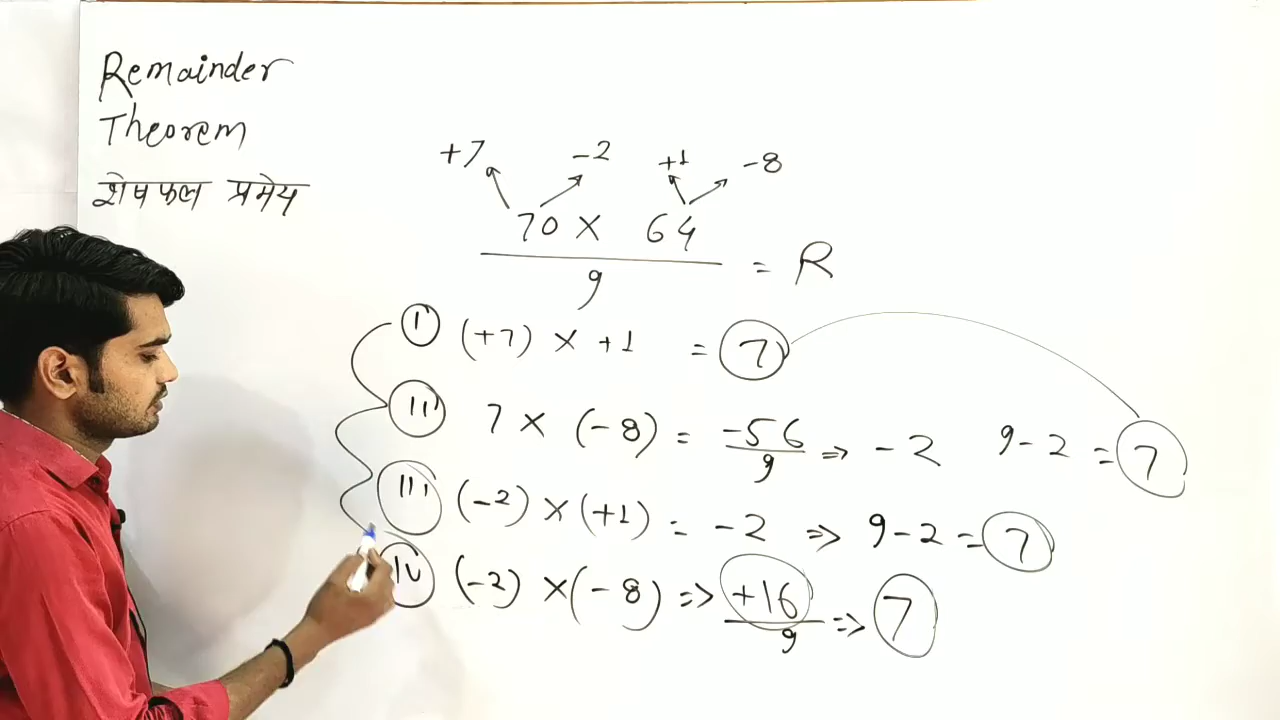 Remainder
Theorem
शेषफल प्रमेय
+7 -2 +1 -8
70 × 64
9
= R
I (+7) × +1 = 7
II 7 × (-8) = -56/9 ⇒ -2 9-2 = 7
III (-2) × (+1) = -2 ⇒ 9-2 = 7
IV (-2) × (-8) ⇒ +16/9 ⇒ 7